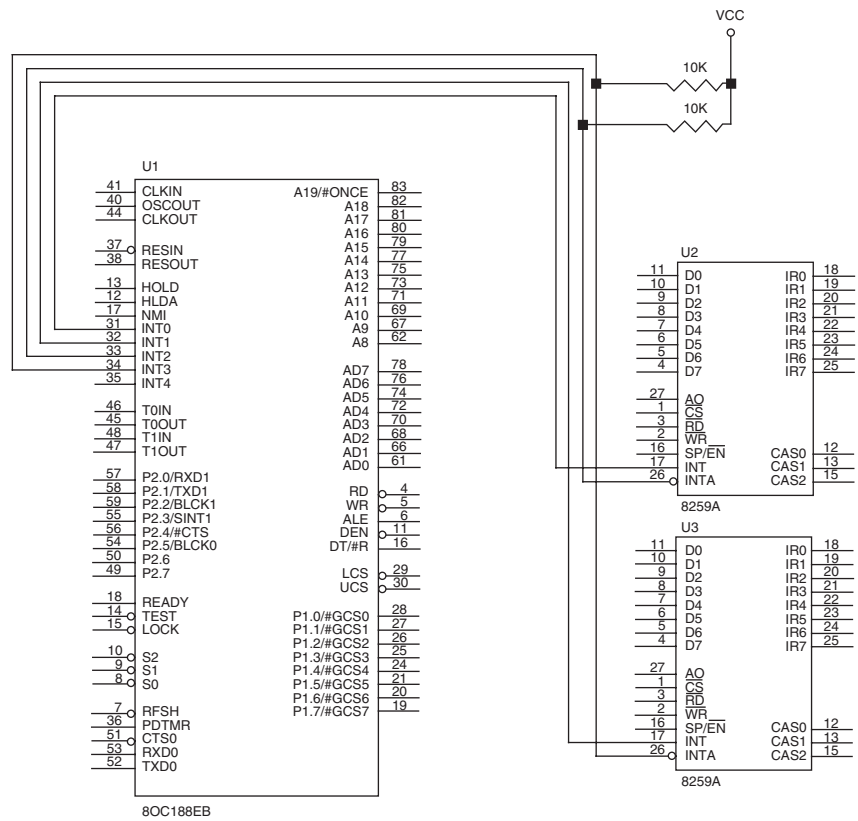 VCC
10K
10K
U1
41 CLKIN A19/#ONCE 83
40 OSCOUT A18 82
44 CLKOUT A17 81
A16 80
37 RESIN A15 79
38 RESOUT A14 77
A13 75
13 HOLD A12 73
12 HLDA A11 71
17 NMI A10 69
31 INT0 A9 67
32 INT1 A8 62
33 INT2
34 INT3 AD7 78
35 INT4 AD6 76
AD5 74
46 T0IN AD4 72
45 T0OUT AD3 70
48 T1IN AD2 68
47 T1OUT AD1 66
AD0 61
57 P2.0/RXD1
58 P2.1/TXD1 RD 4
59 P2.2/BLCK1 WR 5
55 P2.3/SINT1 ALE 6
56 P2.4/#CTS DEN 11
54 P2.5/BLCK0 DT/#R 16
50 P2.6
49 P2.7 LCS 29
UCS 30
18 READY
14 TEST P1.0/#GCS0 28
15 LOCK P1.1/#GCS1 27
P1.2/#GCS2 26
10 S2 P1.3/#GCS3 25
9 S1 P1.4/#GCS4 24
8 S0 P1.5/#GCS5 21
P1.6/#GCS6 20
7 RFSH P1.7/#GCS7 19
36 PDTMR
51 CTS0
53 RXD0
52 TXD0
8OC188EB
U2
11 D0 IR0 18
10 D1 IR1 19
9 D2 IR2 20
8 D3 IR3 21
7 D4 IR4 22
6 D5 IR5 23
5 D6 IR6 24
4 D7 IR7 25
27 AO
1 CS
3 RD
2 WR
16 SP/EN CAS0 12
17 INT CAS1 13
26 INTA CAS2 15
8259A
U3
11 D0 IR0 18
10 D1 IR1 19
9 D2 IR2 20
8 D3 IR3 21
7 D4 IR4 22
6 D5 IR5 23
5 D6 IR6 24
4 D7 IR7 25
27 AO
1 CS
3 RD
2 WR
16 SP/EN CAS0 12
17 INT CAS1 13
26 INTA CAS2 15
8259A